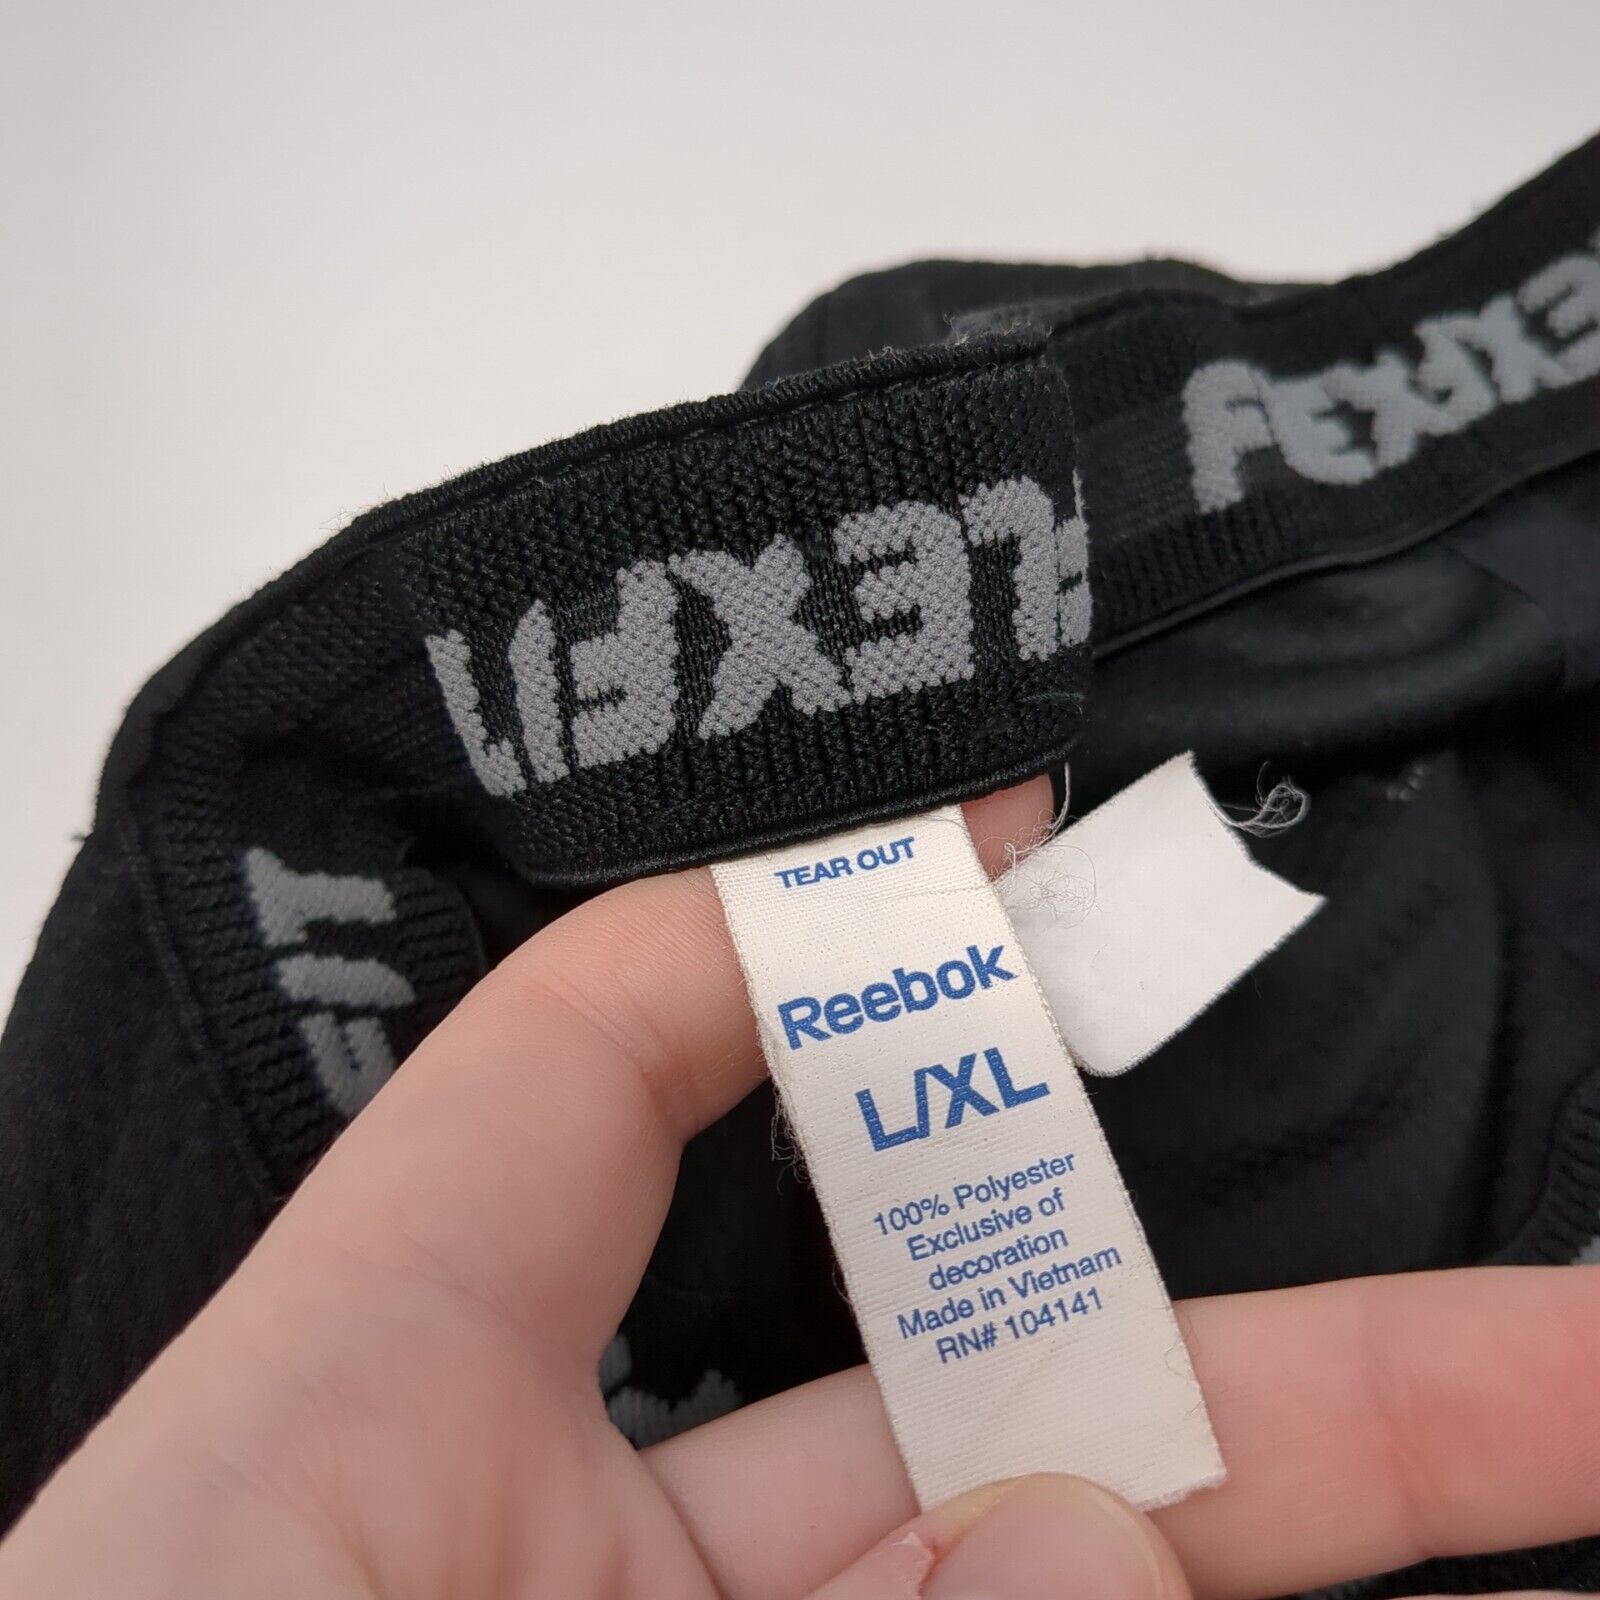 TEAR OUT
Reebok
L/XL
100% Polyester
Exclusive of
decoration
Made in Vietnam
RN# 104141